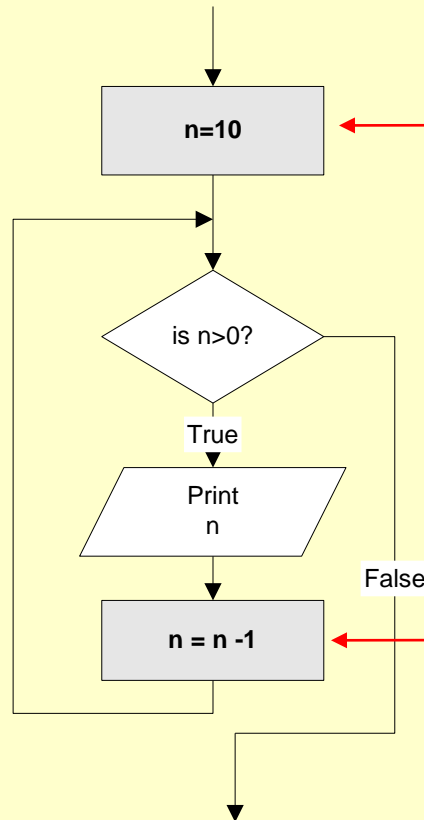 n=10
is n>0?
True
Print
n
False
n = n -1